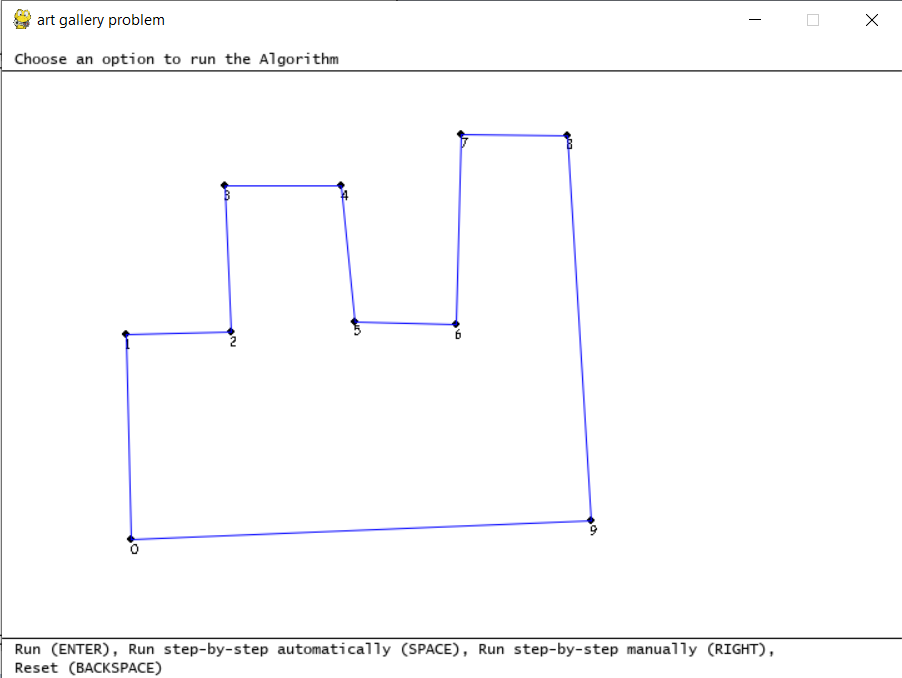 art gallery problem
Choose an option to run the Algorithm
7
8
3
4
5
6
1
2
9
0
Run (ENTER), Run step-by-step automatically (SPACE), Run step-by-step manually (RIGHT),
Reset (BACKSPACE)